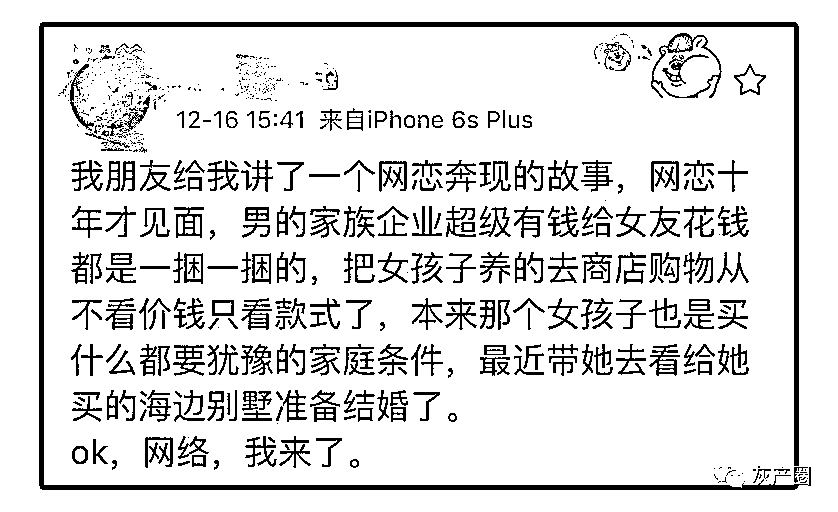 12-16 15:41 来自iPhone 6s Plus
我朋友给我讲了一个网恋奔现的故事，网恋十
年才见面，男的家族企业超级有钱给女友花钱
都是一捆一捆的，把女孩子养的去商店购物从
不看价钱只看款式了，本来那个女孩子也是买
什么都要犹豫的家庭条件，最近带她去看给她
买的海边别墅准备结婚了。
ok，网络，我来了。
灰产圈